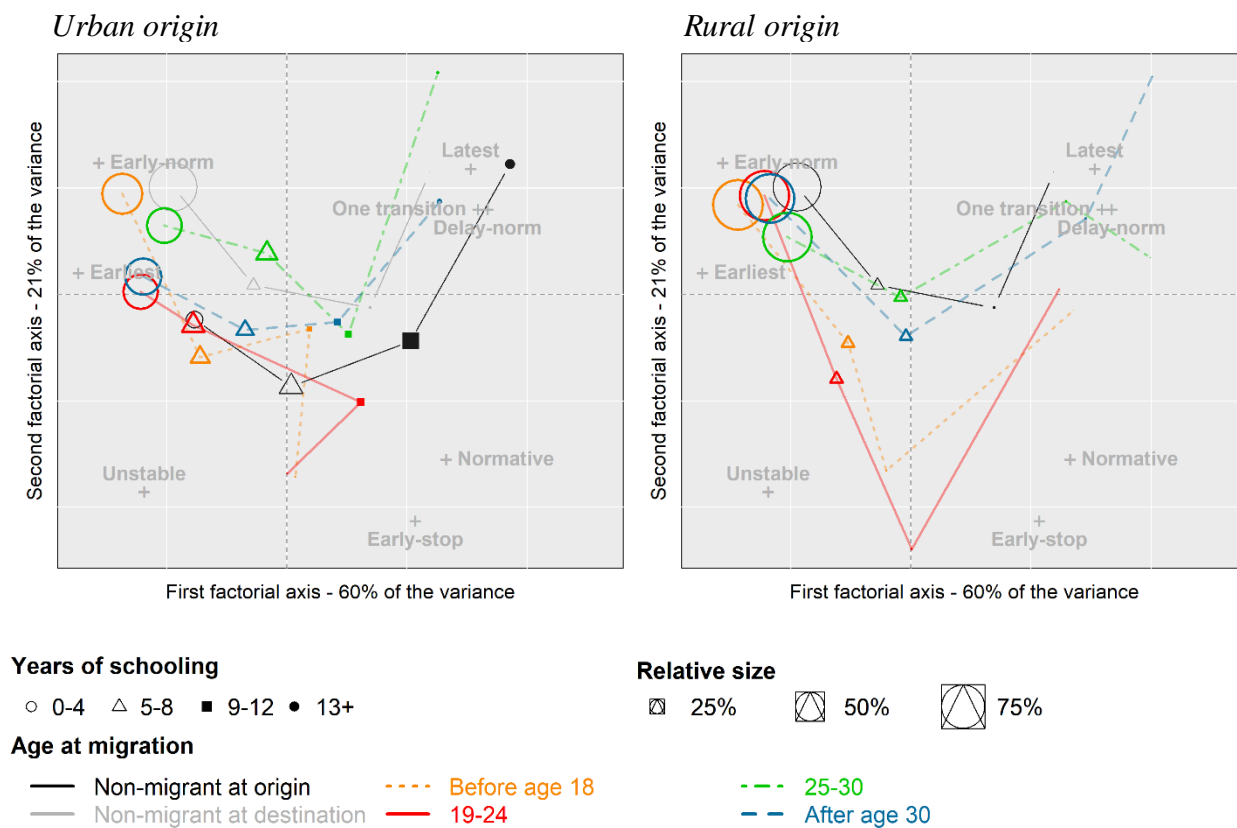 Urban origin
Rural origin
Second factorial axis - 21% of the variance
+ Early-norm
Latest
+
One transition ++
Delay-norm
+ Earliest
Unstable
+
+ Normative
+
Early-stop
First factorial axis - 60% of the variance
Second factorial axis - 21% of the variance
+ Early-norm
Latest
+
One transition ++
Delay-norm
+ Earliest
Unstable
+
+ Normative
+
Early-stop
First factorial axis - 60% of the variance
Years of schooling
0-4 5-8 9-12 13+
Relative size
25% 50% 75%
Age at migration
Non-migrant at origin Before age 18 25-30
Non-migrant at destination 19-24 After age 30